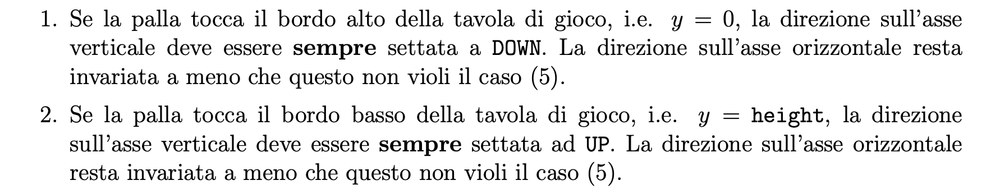 1. Se la palla tocca il bordo alto della tavola di gioco, i.e. y = 0, la direzione sull'asse
verticale deve essere sempre settata a DOWN. La direzione sull'asse orizzontale resta
invariata a meno che questo non violi il caso (5).
2. Se la palla tocca il bordo basso della tavola di gioco, i.e. y = height, la direzione
sull'asse verticale deve essere sempre settata ad UP. La direzione sull'asse orizzontale
resta invariata a meno che questo non violi il caso (5).